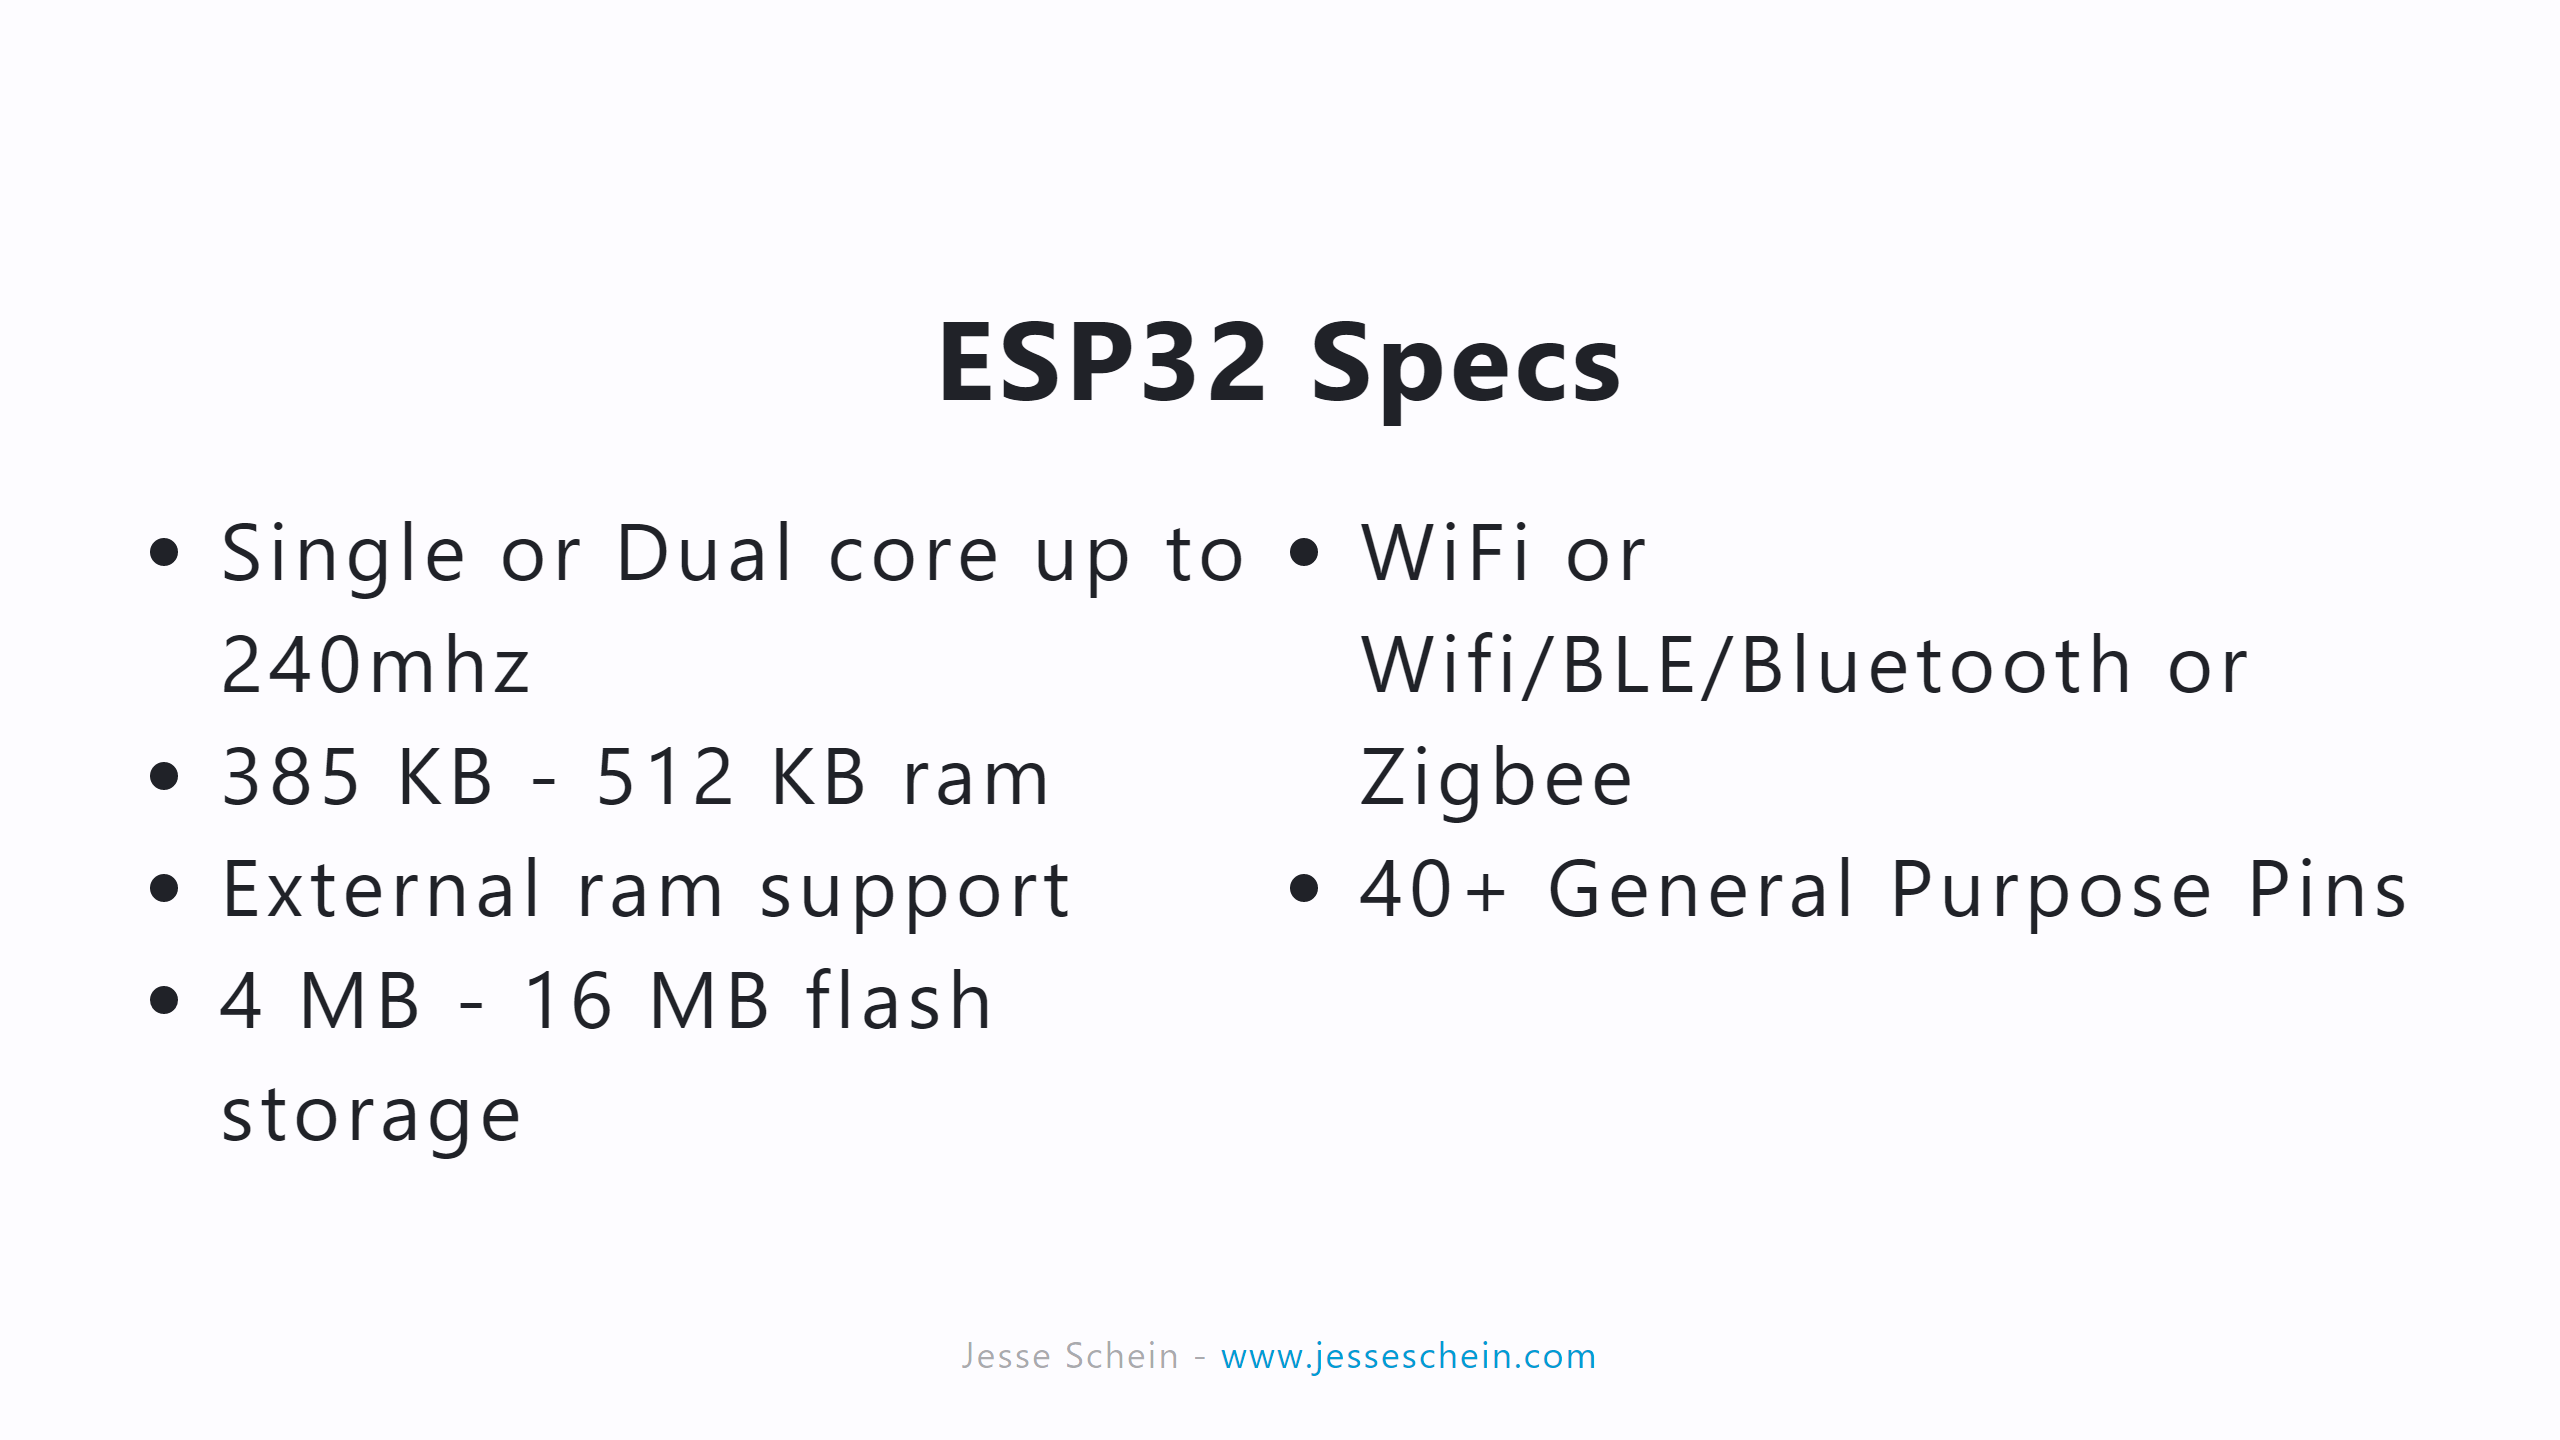 ESP32 Specs
• Single or Dual core up to
240mhz
• 385 KB - 512 KB ram
• External ram support
• 4 MB - 16 MB flash
storage
• WiFi or
Wifi/BLE/Bluetooth or
Zigbee
• 40+ General Purpose Pins
Jesse Schein - www.jesseschein.com